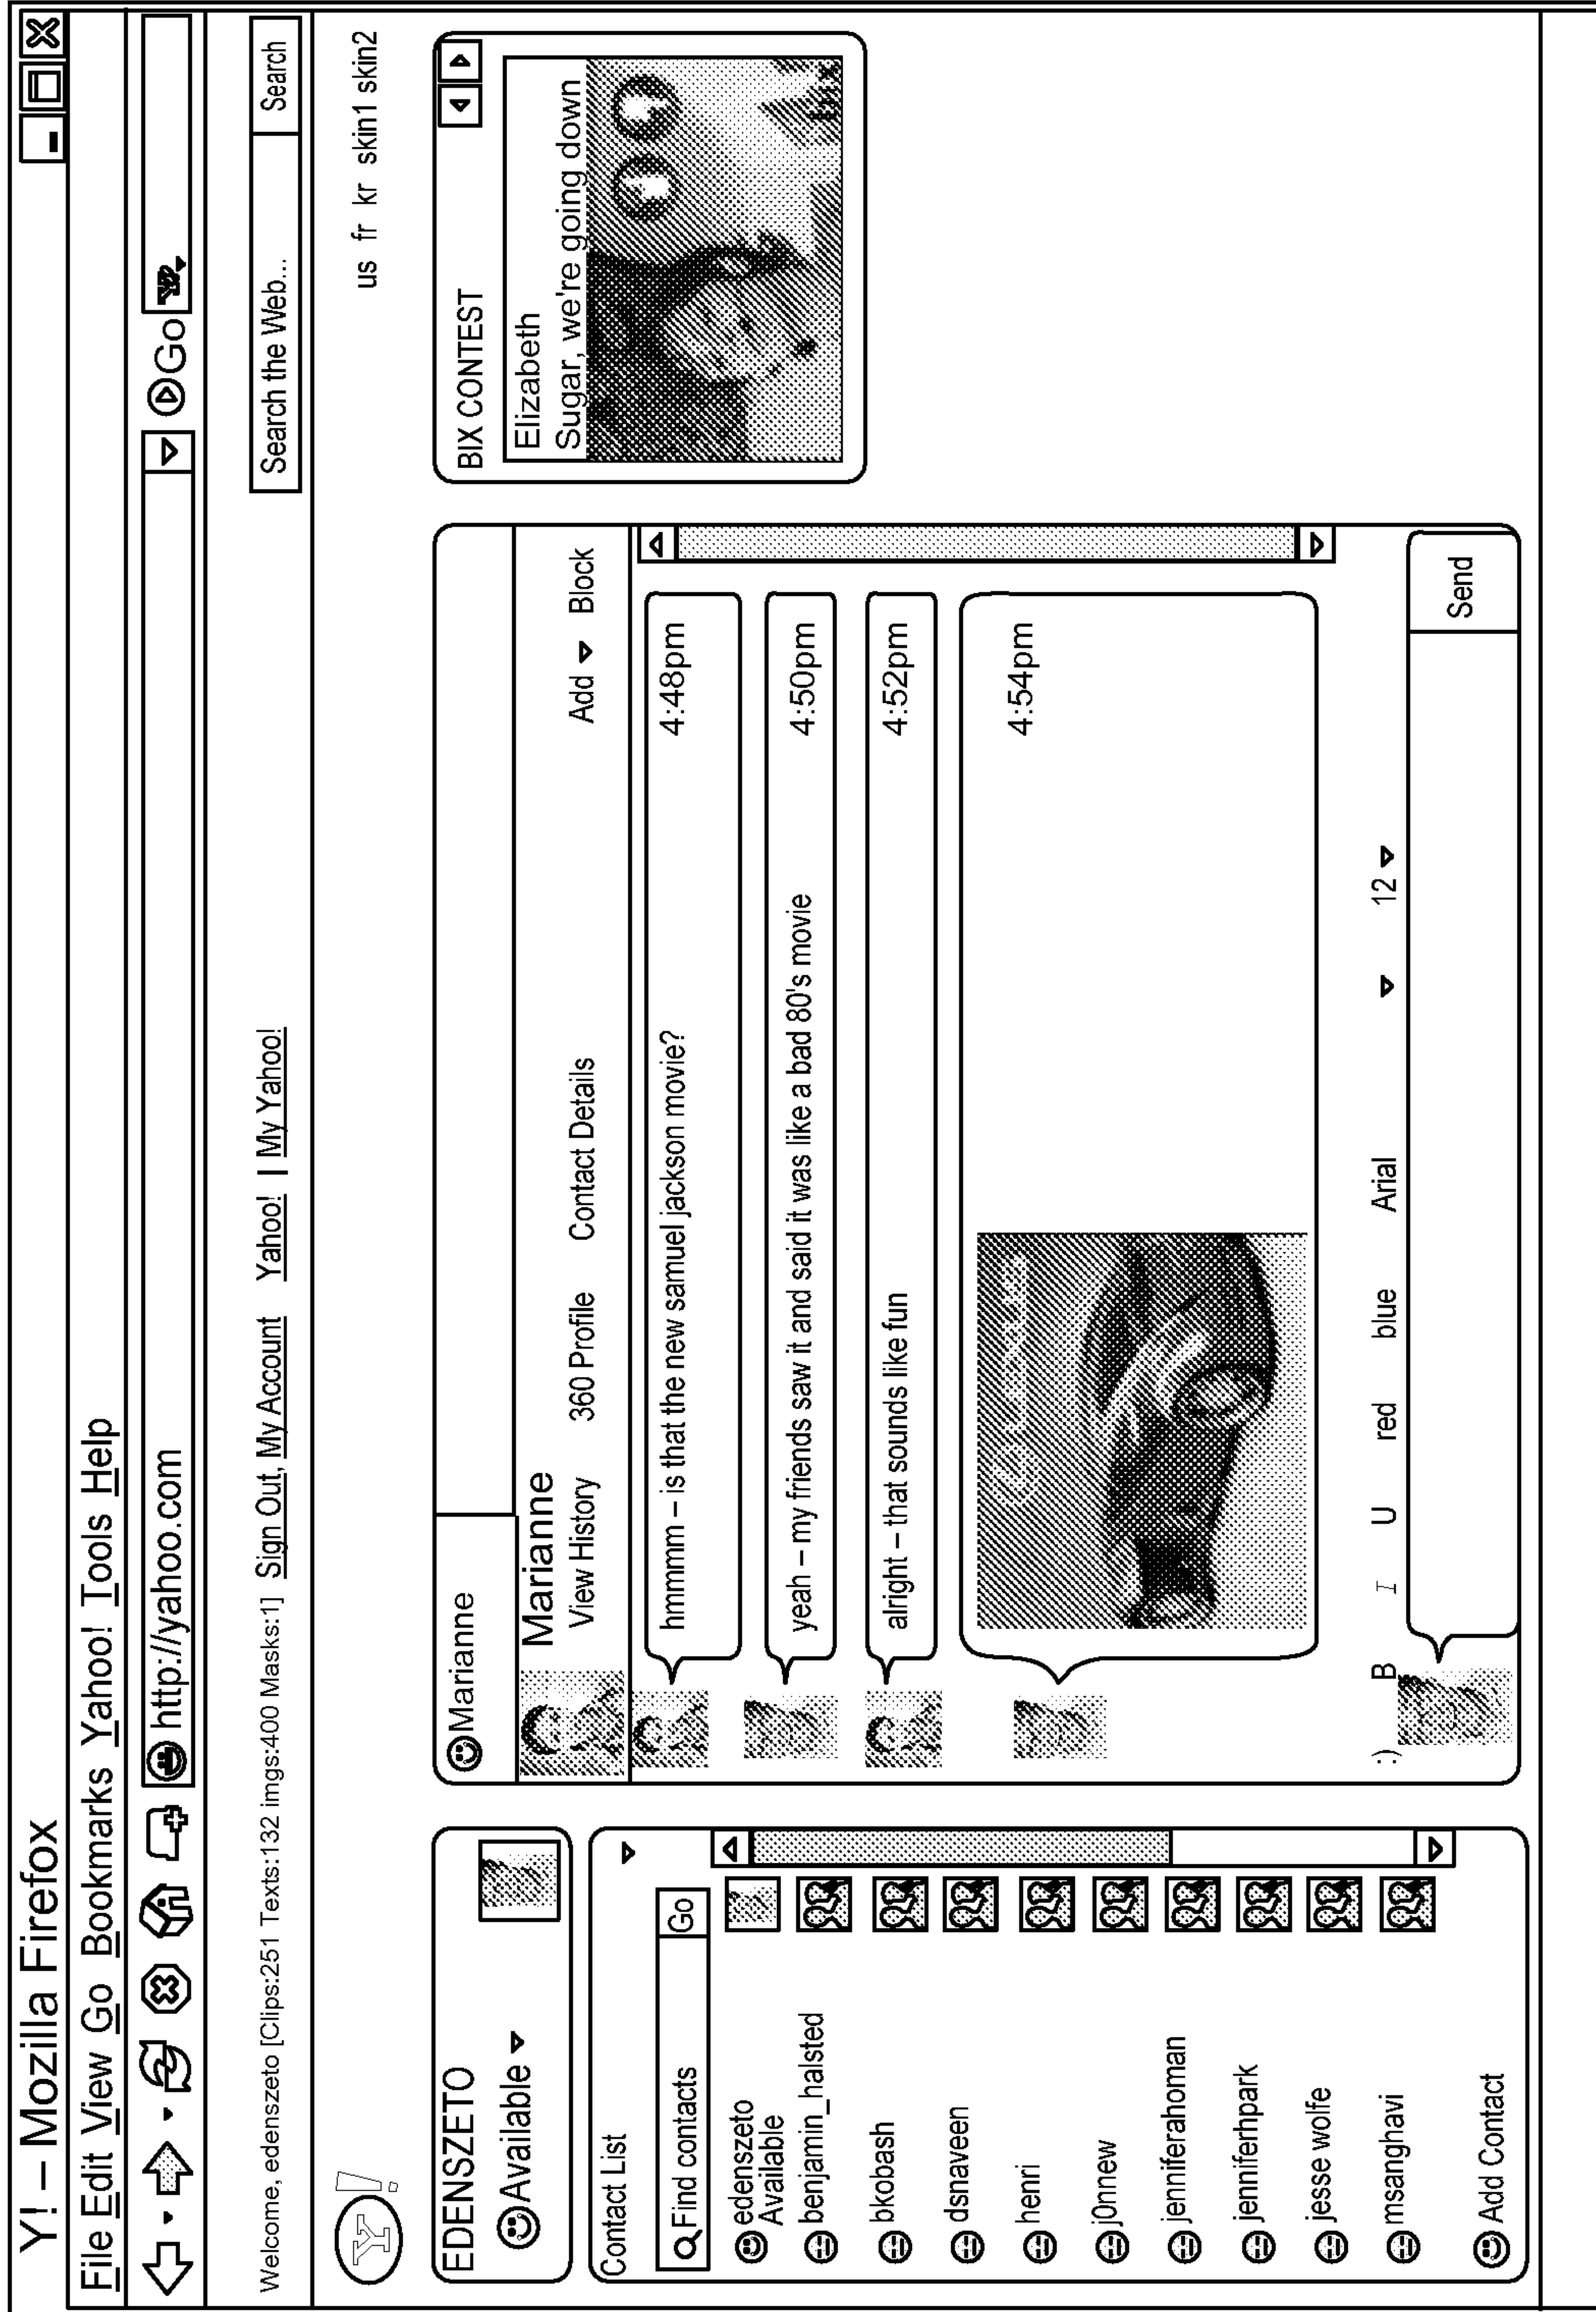 Y! – Mozilla Firefox
File Edit View Go Bookmarks Yahoo! Tools Help
http://yahoo.com
Go
Welcome, edenszeto [Clips:251 Texts:132 imgs:400 Masks:1] Sign Out, My Account Yahoo! | My Yahoo!
Search the Web... Search
Y!
us fr kr skin1 skin2
EDENSZETO
Available
Contact List
Find contacts Go
edenszeto
Available
benjamin_halsted
bkobash
dsnaveen
henri
j0nnew
jenniferahoman
jenniferhpark
jesse wolfe
msanghavi
Add Contact
Marianne
Marianne
View History 360 Profile Contact Details Add Block
hmmmm – is that the new samuel jackson movie? 4:48pm
yeah – my friends saw it and said it was like a bad 80's movie 4:50pm
alright – that sounds like fun 4:52pm
4:54pm
:) B I U red blue Arial 12
Send
BIX CONTEST
Elizabeth
Sugar, we're going down